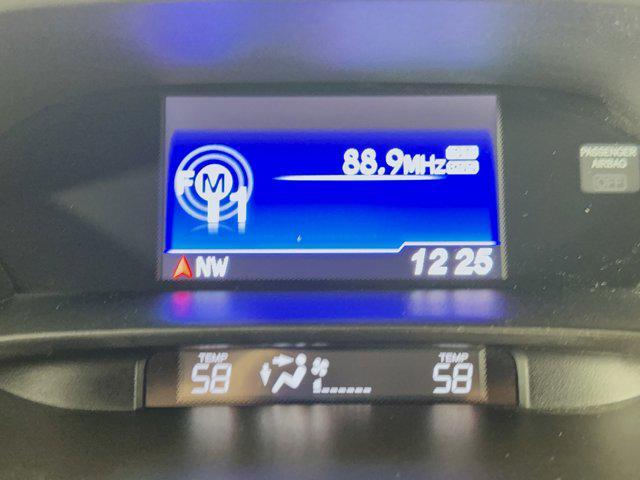 88.9MHz
FM
1
PASSENGER
AIRBAG
OFF
NW
12 25
TEMP
58
TEMP
58